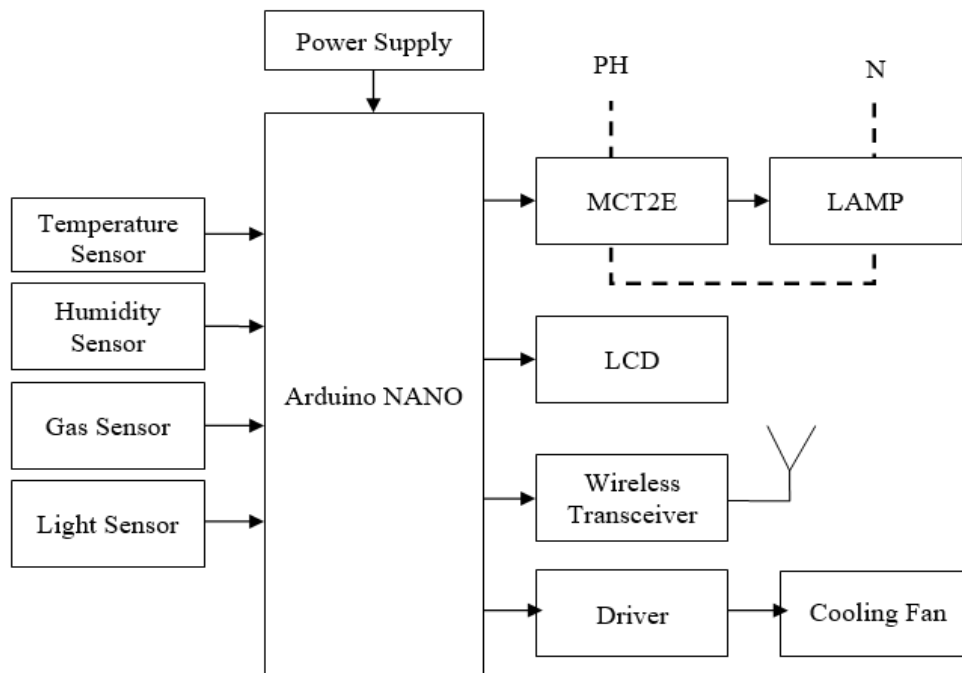 Power Supply
PH
N
MCT2E
LAMP
Temperature
Sensor
Humidity
Sensor
Gas Sensor
Light Sensor
Arduino NANO
LCD
Wireless
Transceiver
Driver
Cooling Fan